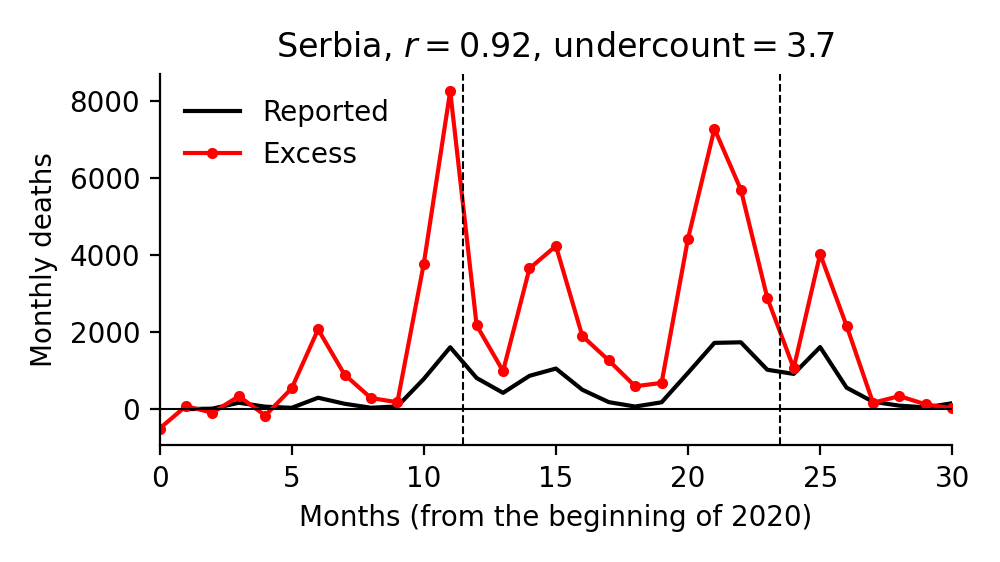 Serbia, r = 0.92, undercount = 3.7
Monthly deaths
8000
6000
4000
2000
0
Reported
Excess
0 5 10 15 20 25 30
Months (from the beginning of 2020)